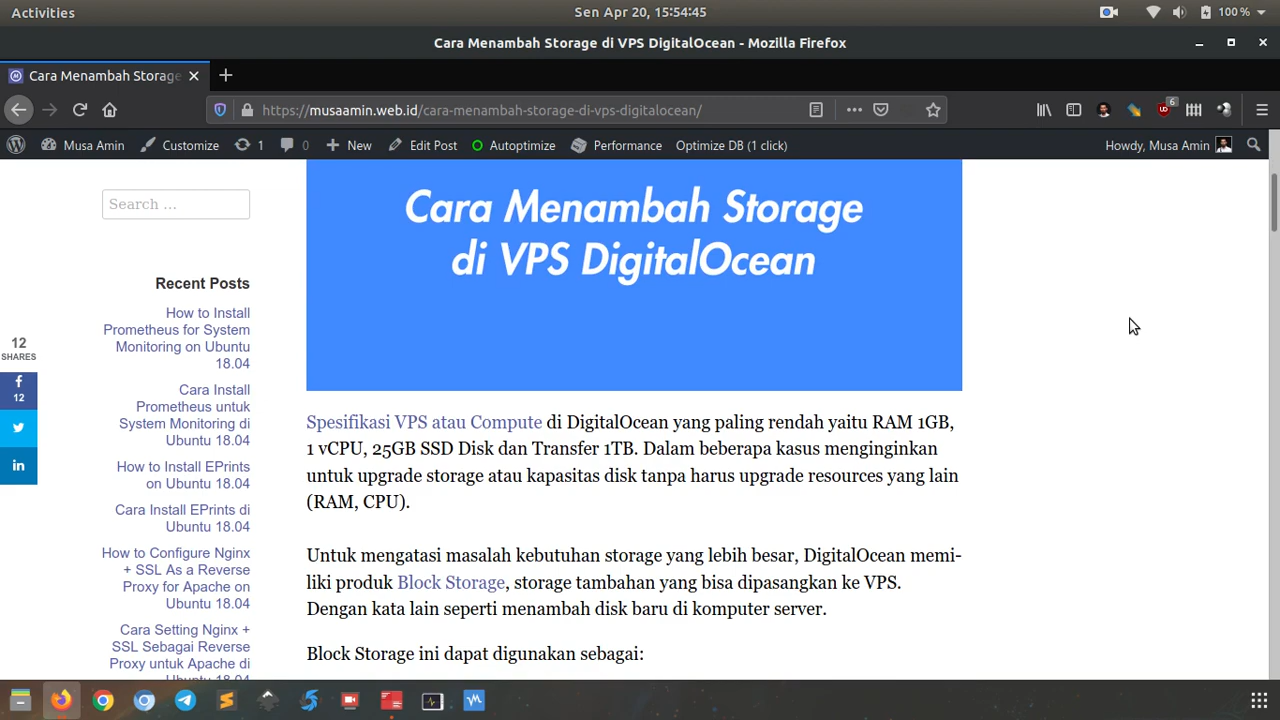 Activities
Sen Apr 20, 15:54:45
100 %
Cara Menambah Storage di VPS DigitalOcean - Mozilla Firefox
Cara Menambah Storage
https://musaamin.web.id/cara-menambah-storage-di-vps-digitalocean/
6
Musa Amin
Customize
1
0
New
Edit Post
Autoptimize
Performance
Optimize DB (1 click)
Howdy, Musa Amin
Search ...
Recent Posts
How to Install
Prometheus for System
Monitoring on Ubuntu
18.04
Cara Install
Prometheus untuk
System Monitoring di
Ubuntu 18.04
How to Install EPrints
on Ubuntu 18.04
Cara Install EPrints di
Ubuntu 18.04
How to Configure Nginx
+ SSL As a Reverse
Proxy for Apache on
Ubuntu 18.04
Cara Setting Nginx +
SSL Sebagai Reverse
Proxy untuk Apache di
Ubuntu 18.04
12
SHARES
12
Cara Menambah Storage
di VPS DigitalOcean
Spesifikasi VPS atau Compute di DigitalOcean yang paling rendah yaitu RAM 1GB,
1 vCPU, 25GB SSD Disk dan Transfer 1TB. Dalam beberapa kasus menginginkan
untuk upgrade storage atau kapasitas disk tanpa harus upgrade resources yang lain
(RAM, CPU).
Untuk mengatasi masalah kebutuhan storage yang lebih besar, DigitalOcean memi-
liki produk Block Storage, storage tambahan yang bisa dipasangkan ke VPS.
Dengan kata lain seperti menambah disk baru di komputer server.
Block Storage ini dapat digunakan sebagai: